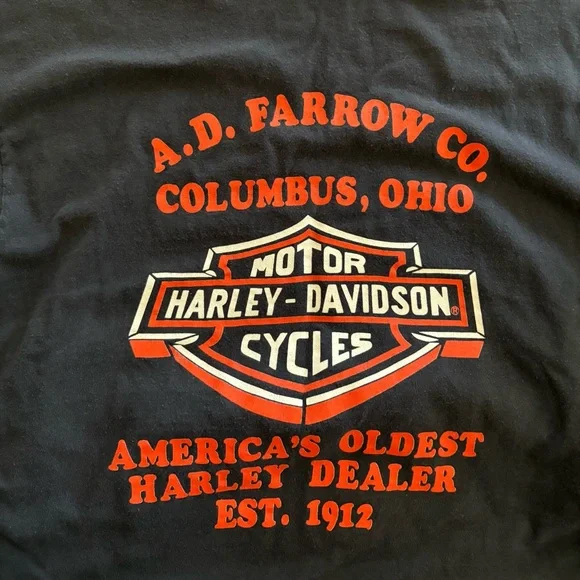 A.D. FARROW CO.
COLUMBUS, OHIO
MOTOR
HARLEY-DAVIDSON®
CYCLES
AMERICA'S OLDEST
HARLEY DEALER
EST. 1912